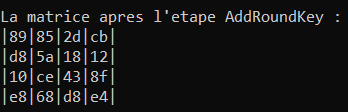 La matrice apres l'etape AddRoundKey :
|89|85|2d|cb|
|d8|5a|18|12|
|10|ce|43|8f|
|e8|68|d8|e4|